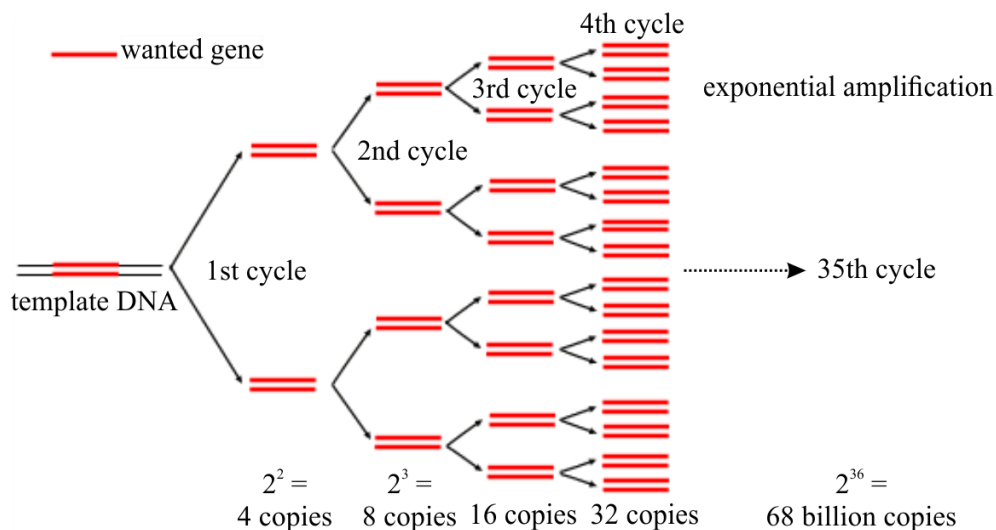 4th cycle
wanted gene
3rd cycle
exponential amplification
2nd cycle
1st cycle
35th cycle
template DNA
2² =
4 copies
2³ =
8 copies
16 copies
32 copies
2³⁶ =
68 billion copies